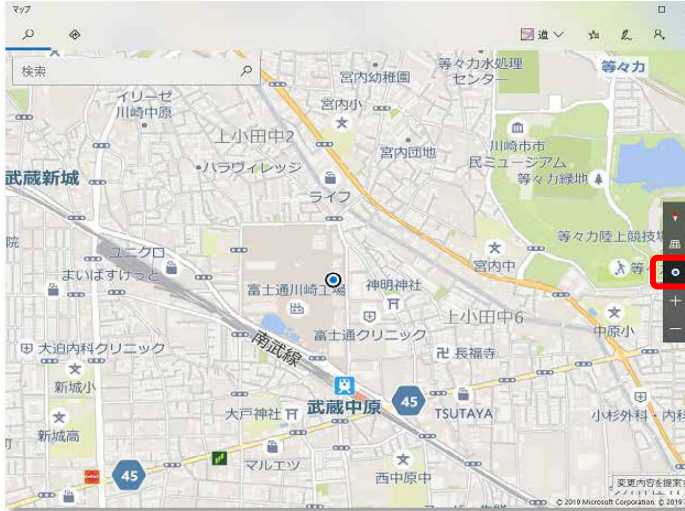 マップ
道
検索
イリーゼ
川崎中原
宮内幼稚園
等々力水処理
センター
等々力
宮内小
上小田中2
宮内団地
川崎市市
民ミュージアム
等々力緑地
ハラヴィレッジ
武蔵新城
ライフ
等々力陸上競技場
院
ユニクロ
まいばすけっと
宮内中
等々
富士通川崎工場
神明神社
上小田中6
中原小
大迫内科クリニック
南武線
富士通クリニック
長福寺
新城小
大戸神社
武蔵中原
45
TSUTAYA
小杉外科・内科
新城高
45
マルエツ
西中原中
変更内容を提案す
© 2019 Microsoft Corporation, © 2019